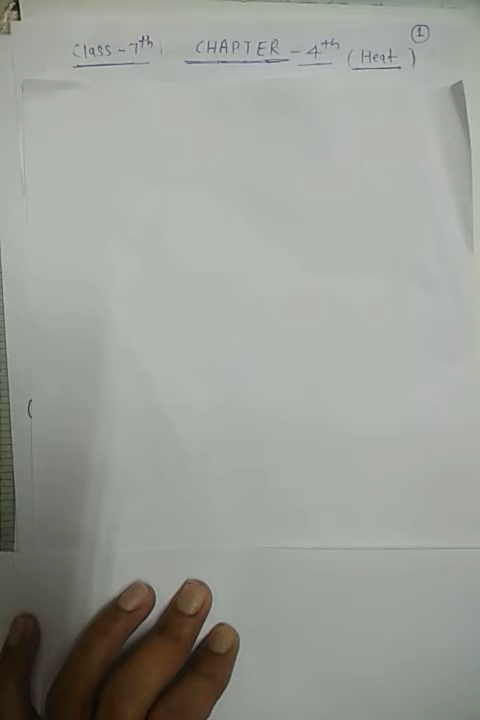 ①
Class - 7th, CHAPTER - 4th (Heat)
(